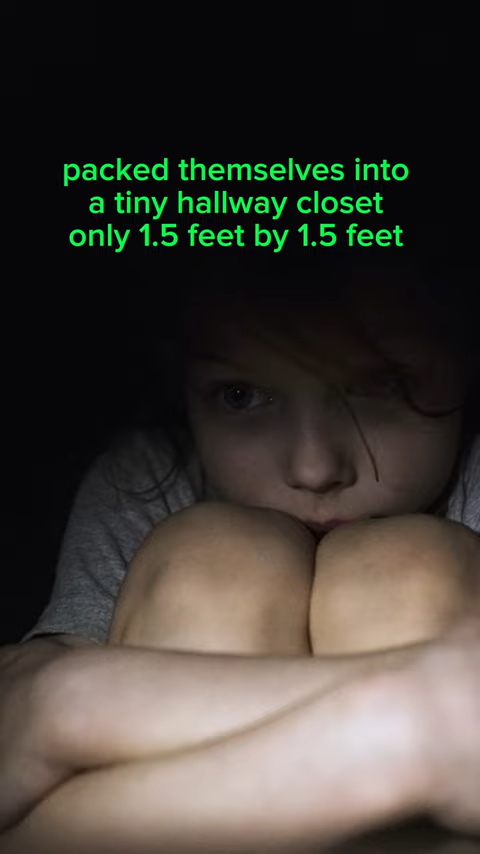 packed themselves into
a tiny hallway closet
only 1.5 feet by 1.5 feet